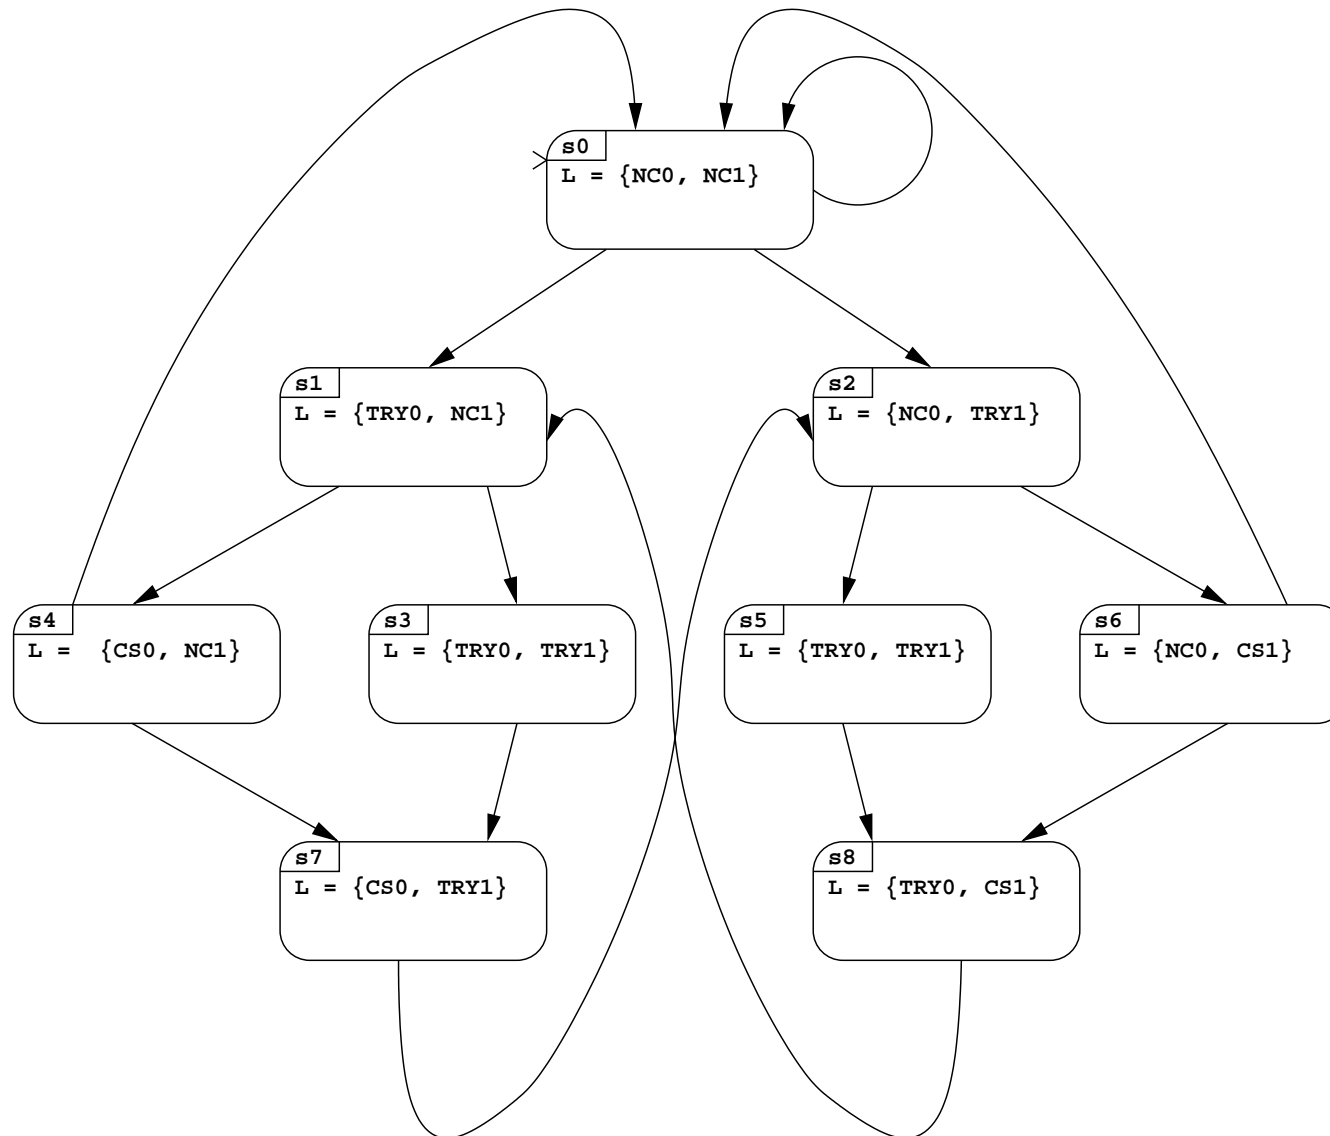 s0
L = {NC0, NC1}
s1
L = {TRY0, NC1}
s2
L = {NC0, TRY1}
s4
L =  {CS0, NC1}
s3
L = {TRY0, TRY1}
s5
L = {TRY0, TRY1}
s6
L = {NC0, CS1}
s7
L = {CS0, TRY1}
s8
L = {TRY0, CS1}